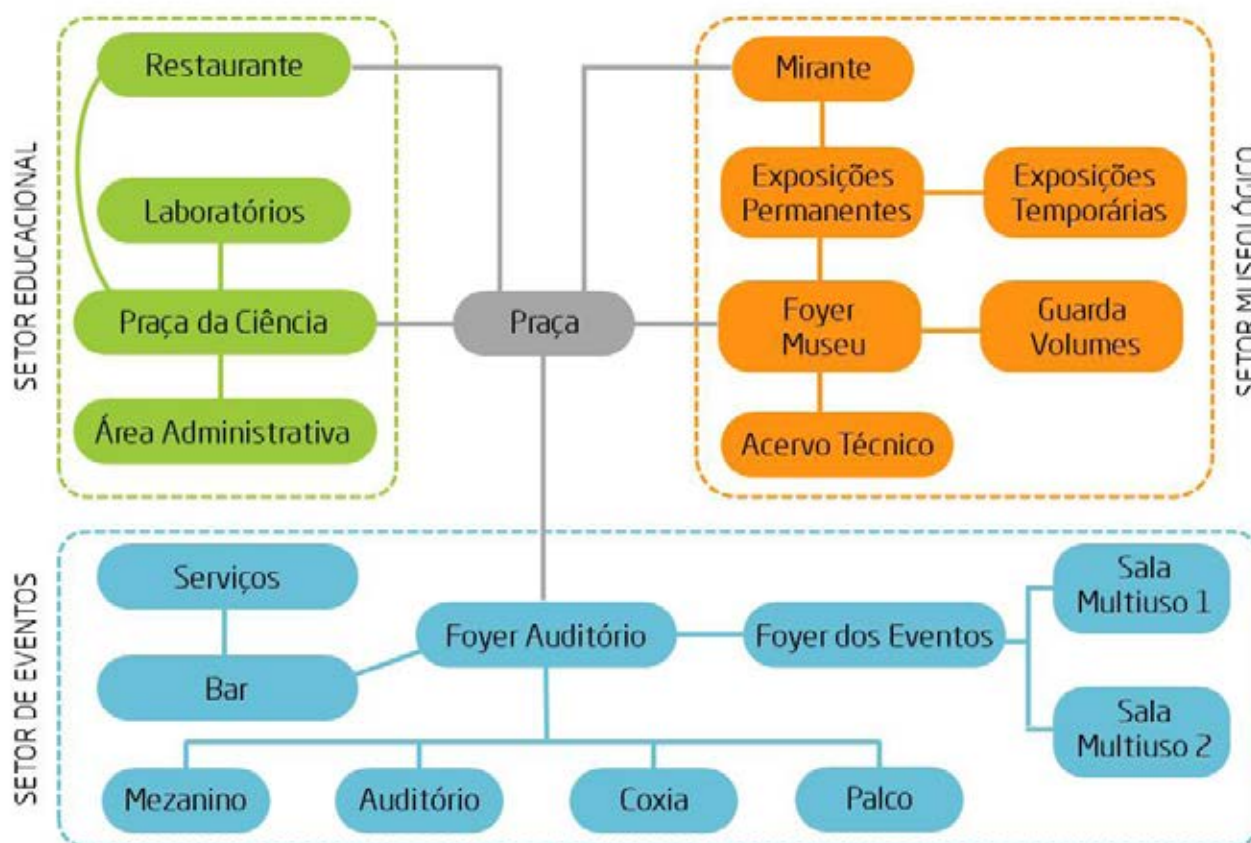 SETOR EDUCACIONAL
Restaurante
Laboratórios
Praça da Ciência
Área Administrativa
Praça
SETOR MUSEOLÓGICO
Mirante
Exposições
Permanentes
Exposições
Temporárias
Foyer
Museu
Guarda
Volumes
Acervo Técnico
SETOR DE EVENTOS
Serviços
Bar
Foyer Auditório
Foyer dos Eventos
Sala
Multiuso 1
Sala
Multiuso 2
Mezanino
Auditório
Coxia
Palco